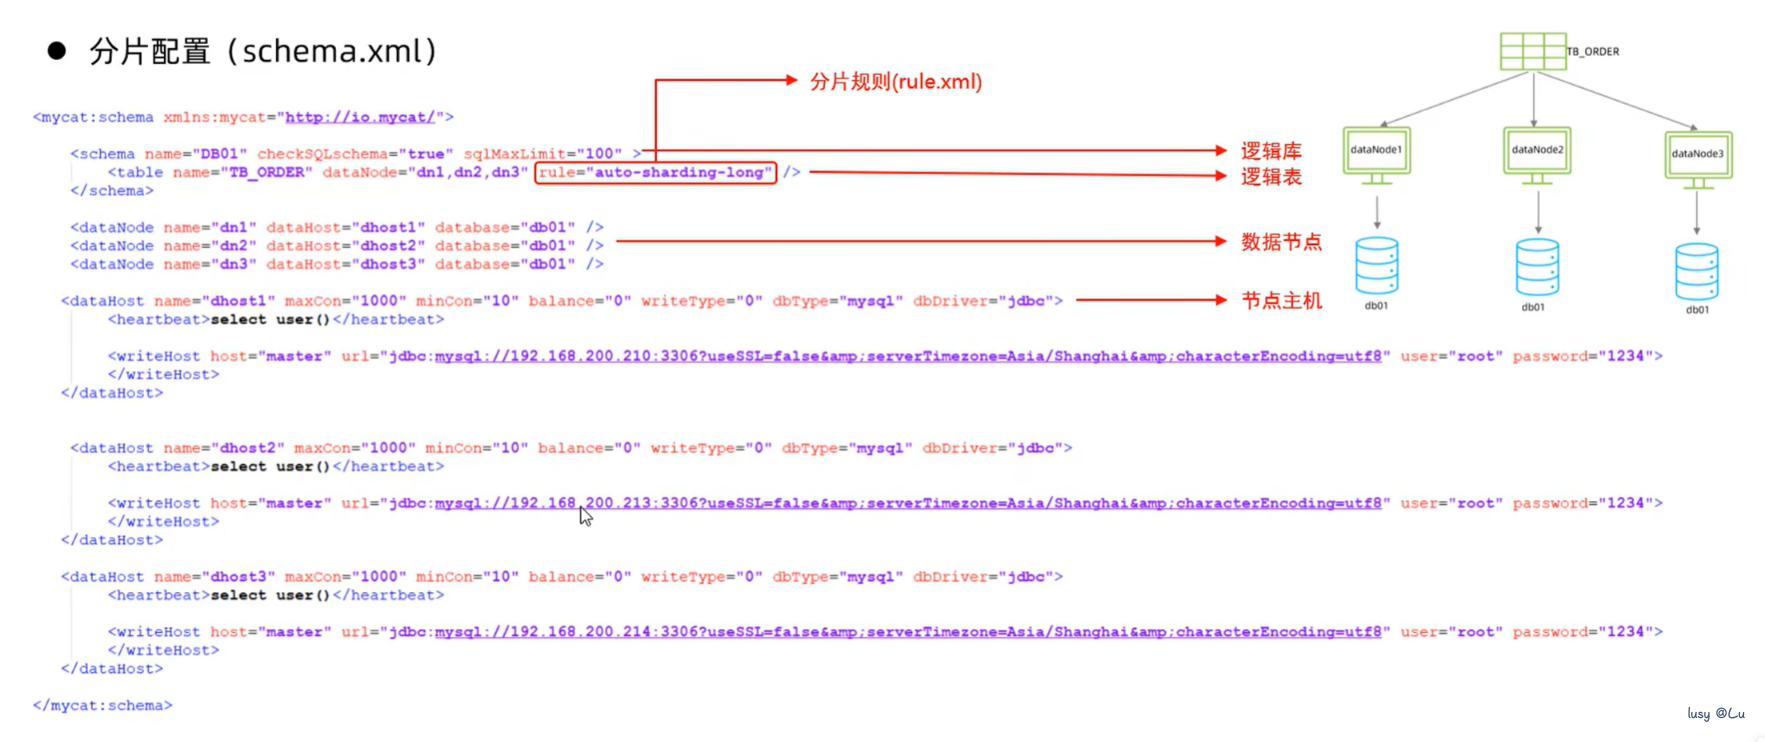 ● 分片配置（schema.xml）
分片规则(rule.xml)
<mycat:schema xmlns:mycat="http://io.mycat/">
<schema name="DB01" checkSQLschema="true" sqlMaxLimit="100" >
逻辑库
<table name="TB_ORDER" dataNode="dn1,dn2,dn3" rule="auto-sharding-long" />
逻辑表
</schema>
<dataNode name="dn1" dataHost="dhost1" database="db01" />
<dataNode name="dn2" dataHost="dhost2" database="db01" />
数据节点
<dataNode name="dn3" dataHost="dhost3" database="db01" />
<dataHost name="dhost1" maxCon="1000" minCon="10" balance="0" writeType="0" dbType="mysql" dbDriver="jdbc">
节点主机
<heartbeat>select user()</heartbeat>
<writeHost host="master" url="jdbc:mysql://192.168.200.210:3306?useSSL=false&amp;serverTimezone=Asia/Shanghai&amp;characterEncoding=utf8" user="root" password="1234">
</writeHost>
</dataHost>
<dataHost name="dhost2" maxCon="1000" minCon="10" balance="0" writeType="0" dbType="mysql" dbDriver="jdbc">
<heartbeat>select user()</heartbeat>
<writeHost host="master" url="jdbc:mysql://192.168.200.213:3306?useSSL=false&amp;serverTimezone=Asia/Shanghai&amp;characterEncoding=utf8" user="root" password="1234">
</writeHost>
</dataHost>
<dataHost name="dhost3" maxCon="1000" minCon="10" balance="0" writeType="0" dbType="mysql" dbDriver="jdbc">
<heartbeat>select user()</heartbeat>
<writeHost host="master" url="jdbc:mysql://192.168.200.214:3306?useSSL=false&amp;serverTimezone=Asia/Shanghai&amp;characterEncoding=utf8" user="root" password="1234">
</writeHost>
</dataHost>
</mycat:schema>
TB_ORDER
dataNode1
dataNode2
dataNode3
db01
db01
db01
lusy @Lu